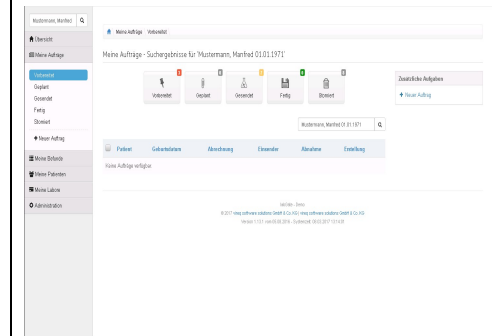 Mustermann, Manfred
Meine Aufträge Vorbereitet
Übersicht
Meine Aufträge
Vorbereitet
Geplant
Gesendet
Fertig
Storniert
+ Neuer Auftrag
Meine Befunde
Meine Patienten
Meine Labore
Administration
Meine Aufträge - Suchergebnisse für 'Mustermann, Manfred 01.01.1971'
Vorbereitet
Geplant
Gesendet
Fertig
Storniert
Zusätzliche Aufgaben
+ Neuer Auftrag
Mustermann, Manfred 01.01.1971
Patient Geburtsdatum Abrechnung Einsender Abnahme Erstellung
Keine Aufträge verfügbar.